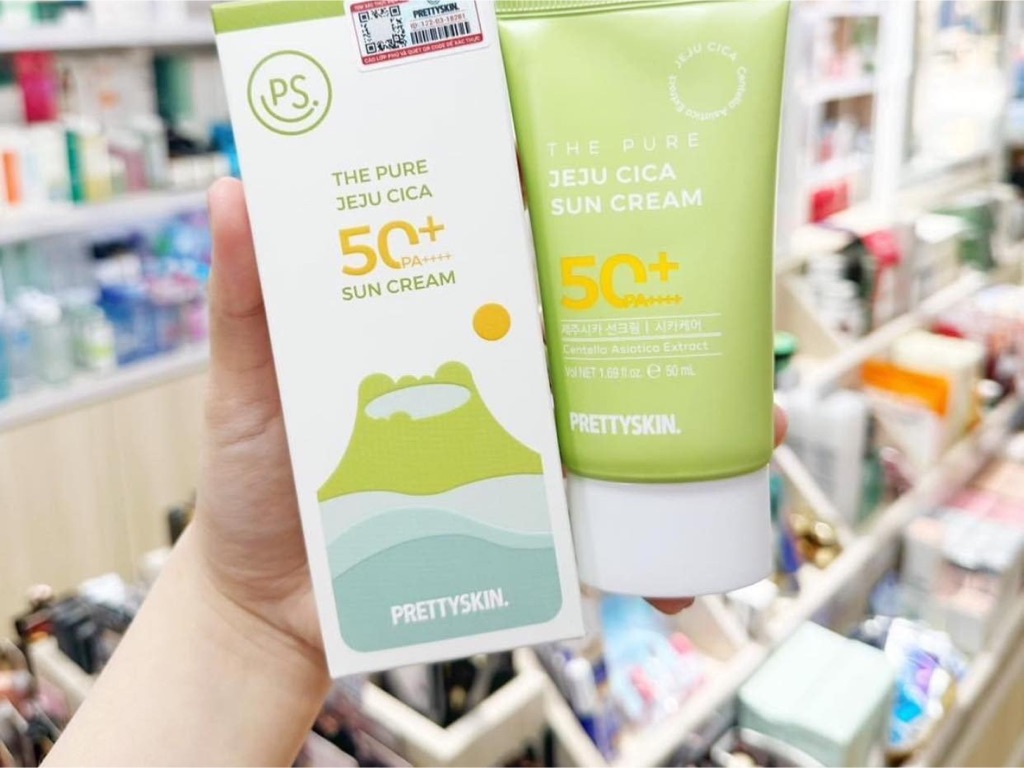 PRETTYSKIN.
PS.
THE PURE
JEJU CICA
50+
PA++++
SUN CREAM
PRETTYSKIN.
JEJU CICA Centella Asiatica Extract
THE PURE
JEJU CICA
SUN CREAM
50+
PA++++
제주시카 선크림 | 시카케어
Centella Asiatica Extract
Vol NET 1.69 fl oz. ℮ 50 mL
PRETTYSKIN.